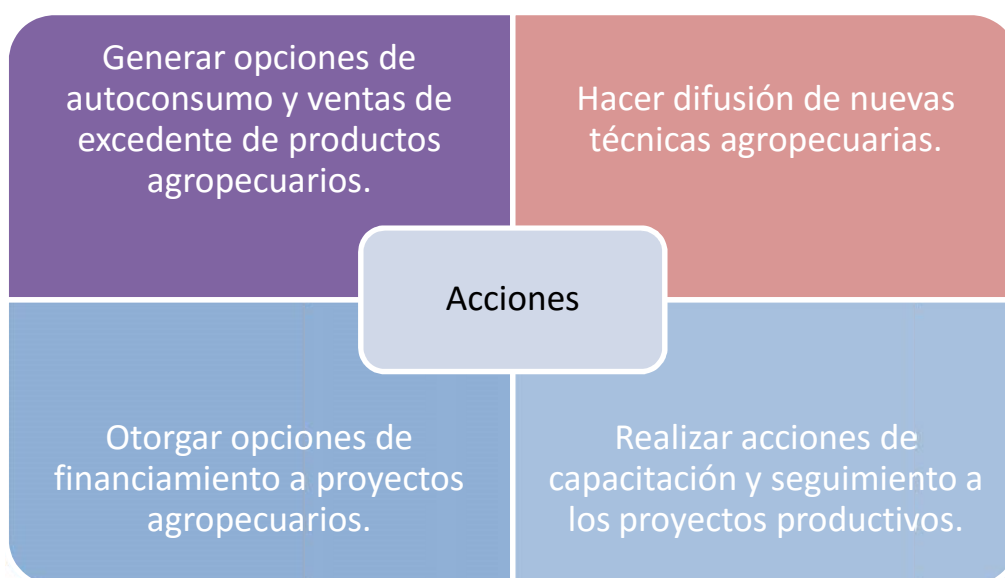 Generar opciones de
autoconsumo y ventas de
excedente de productos
agropecuarios.
Hacer difusión de nuevas
técnicas agropecuarias.
Acciones
Otorgar opciones de
financiamiento a proyectos
agropecuarios.
Realizar acciones de
capacitación y seguimiento a
los proyectos productivos.